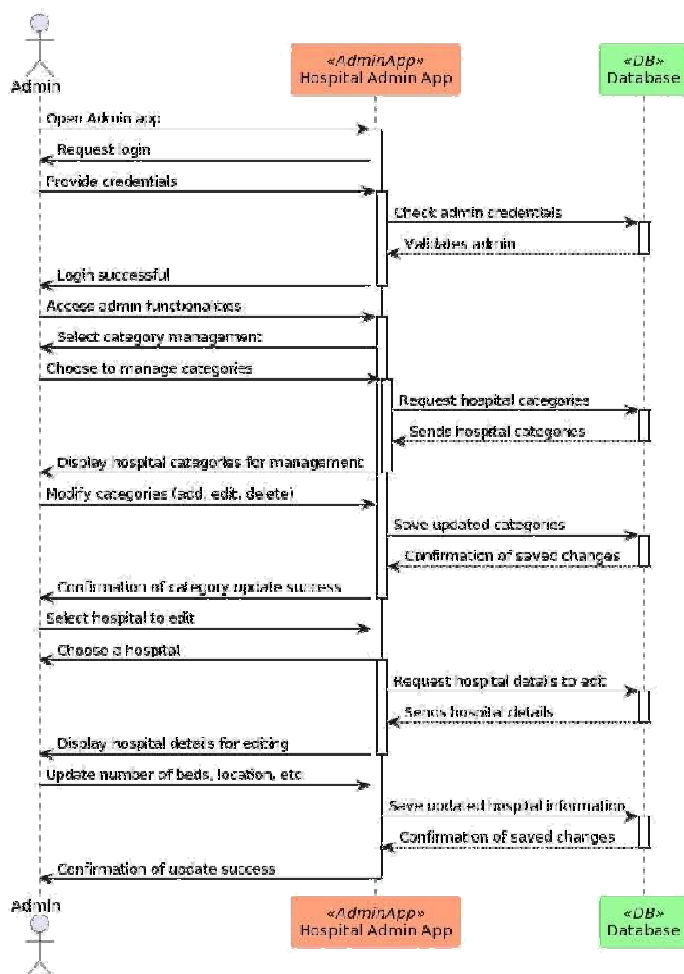 Admin
«AdminApp»
Hospital Admin App
«DB»
Database
Open Admin app
Request login
Provide credentials
Check admin credentials
Validates admin
Login successful
Access admin functionalities
Select category management
Choose to manage categories
Request hospital categories
Sends hospital categories
Display hospital categories for management
Modify categories (add, edit, delete)
Save updated categories
Confirmation of saved changes
Confirmation of category update success
Select hospital to edit
Choose a hospital
Request hospital details to edit
Sends hospital details
Display hospital details for editing
Update number of beds, location, etc
Save updated hospital information
Confirmation of saved changes
Confirmation of update success
Admin
«AdminApp»
Hospital Admin App
«DB»
Database